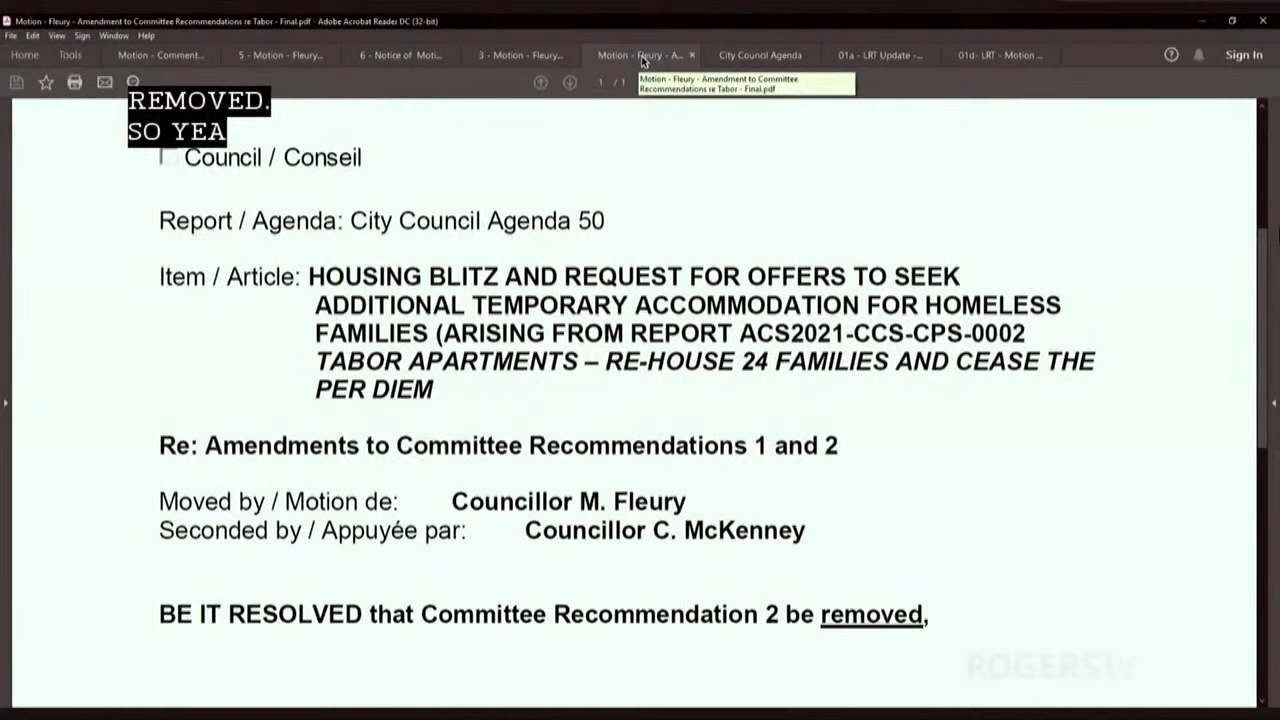 Motion - Fleury - Amendment to Committee Recommendations re Tabor - Final.pdf - Adobe Acrobat Reader DC (32-bit)
File Edit View Sign Window Help
Home Tools Motion - Comment... 5 - Motion - Fleury... 6 - Notice of Moti... 3 - Motion - Fleury... Motion - Fleury - A... × City Council Agenda 01a - LRT Update -... 01d- LRT - Motion ... Sign In
1 / 1
Motion - Fleury - Amendment to Committee
Recommendations re Tabor - Final.pdf
REMOVED.
SO YEA
Council / Conseil
Report / Agenda: City Council Agenda 50
Item / Article: HOUSING BLITZ AND REQUEST FOR OFFERS TO SEEK
ADDITIONAL TEMPORARY ACCOMMODATION FOR HOMELESS
FAMILIES (ARISING FROM REPORT ACS2021-CCS-CPS-0002
TABOR APARTMENTS – RE-HOUSE 24 FAMILIES AND CEASE THE
PER DIEM
Re: Amendments to Committee Recommendations 1 and 2
Moved by / Motion de: Councillor M. Fleury
Seconded by / Appuyée par: Councillor C. McKenney
BE IT RESOLVED that Committee Recommendation 2 be removed,
ROGERS tv